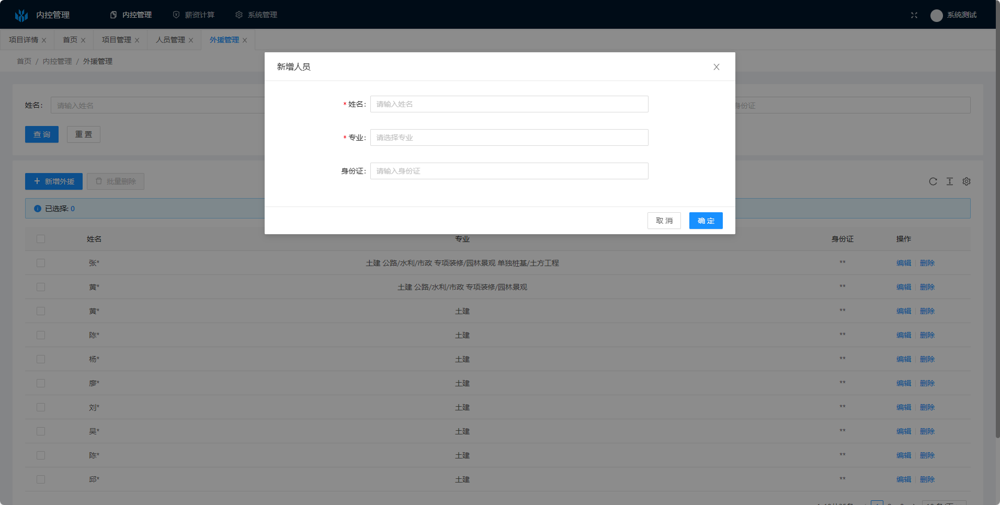 内控管理 内控管理 薪资计算 系统管理 系统测试
项目详情 首页 项目管理 人员管理 外援管理
首页 / 内控管理 / 外援管理
新增人员
* 姓名: 请输入姓名
* 专业: 请选择专业
身份证: 请输入身份证
取 消 确 定
姓名: 请输入姓名 身份证
查 询 重 置
新增外援 批量删除
已选择: 0
姓名 专业 身份证 操作
张* 土建 公路/水利/市政 专项装修/园林景观 单独桩基/土方工程 ** 编辑 删除
黄* 土建 公路/水利/市政 专项装修/园林景观 ** 编辑 删除
黄* 土建 ** 编辑 删除
陈* 土建 ** 编辑 删除
杨* 土建 ** 编辑 删除
廖* 土建 ** 编辑 删除
刘* 土建 ** 编辑 删除
吴* 土建 ** 编辑 删除
陈* 土建 ** 编辑 删除
邱* 土建 ** 编辑 删除